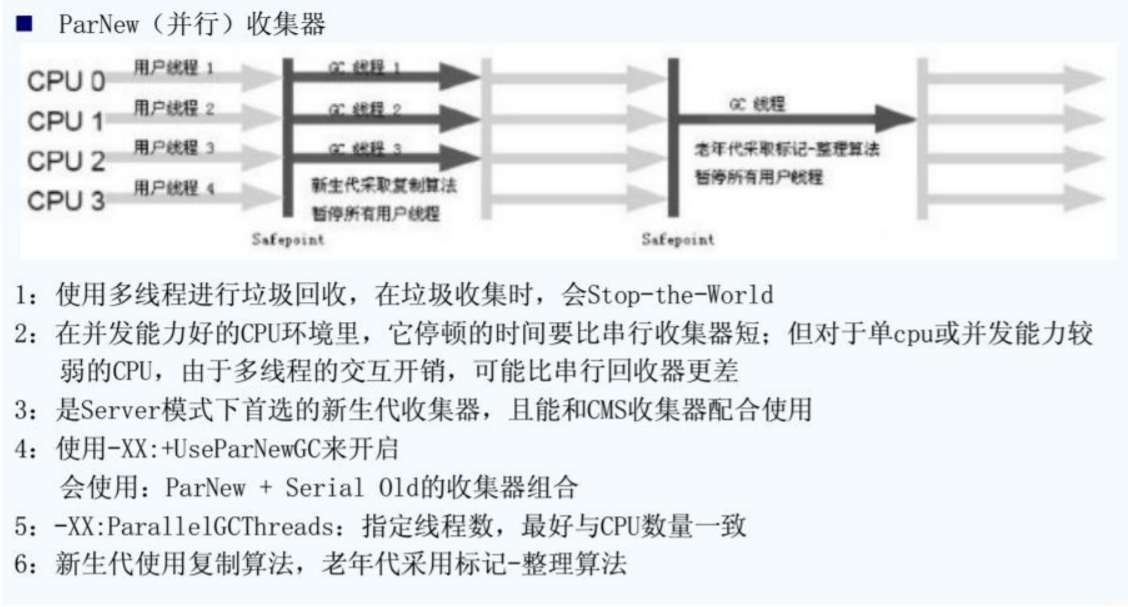 ■ ParNew（并行）收集器
CPU 0 用户线程 1 GC 线程 1
CPU 1 用户线程 2 GC 线程 2 GC 线程
CPU 2 用户线程 3 GC 线程 3 老年代采取标记-整理算法
CPU 3 用户线程 4 新生代采取复制算法 暂停所有用户线程
暂停所有用户线程
Safepoint Safepoint
1：使用多线程进行垃圾回收，在垃圾收集时，会Stop-the-World
2：在并发能力好的CPU环境里，它停顿的时间要比串行收集器短；但对于单cpu或并发能力较
弱的CPU，由于多线程的交互开销，可能比串行回收器更差
3：是Server模式下首选的新生代收集器，且能和CMS收集器配合使用
4：使用-XX:+UseParNewGC来开启
会使用：ParNew + Serial Old的收集器组合
5：-XX:ParallelGCThreads：指定线程数，最好与CPU数量一致
6：新生代使用复制算法，老年代采用标记-整理算法